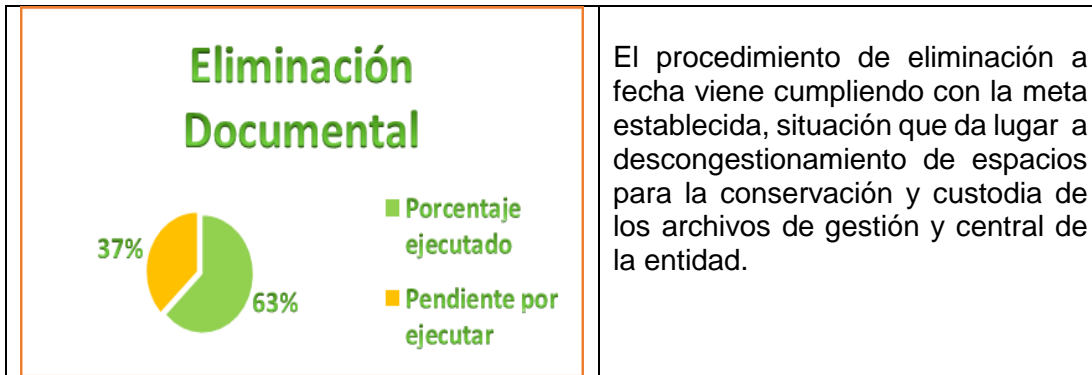 Eliminación
Documental
Porcentaje
ejecutado
37%
63%
Pendiente por
ejecutar
El procedimiento de eliminación a
fecha viene cumpliendo con la meta
establecida, situación que da lugar a
descongestionamiento de espacios
para la conservación y custodia de
los archivos de gestión y central de
la entidad.